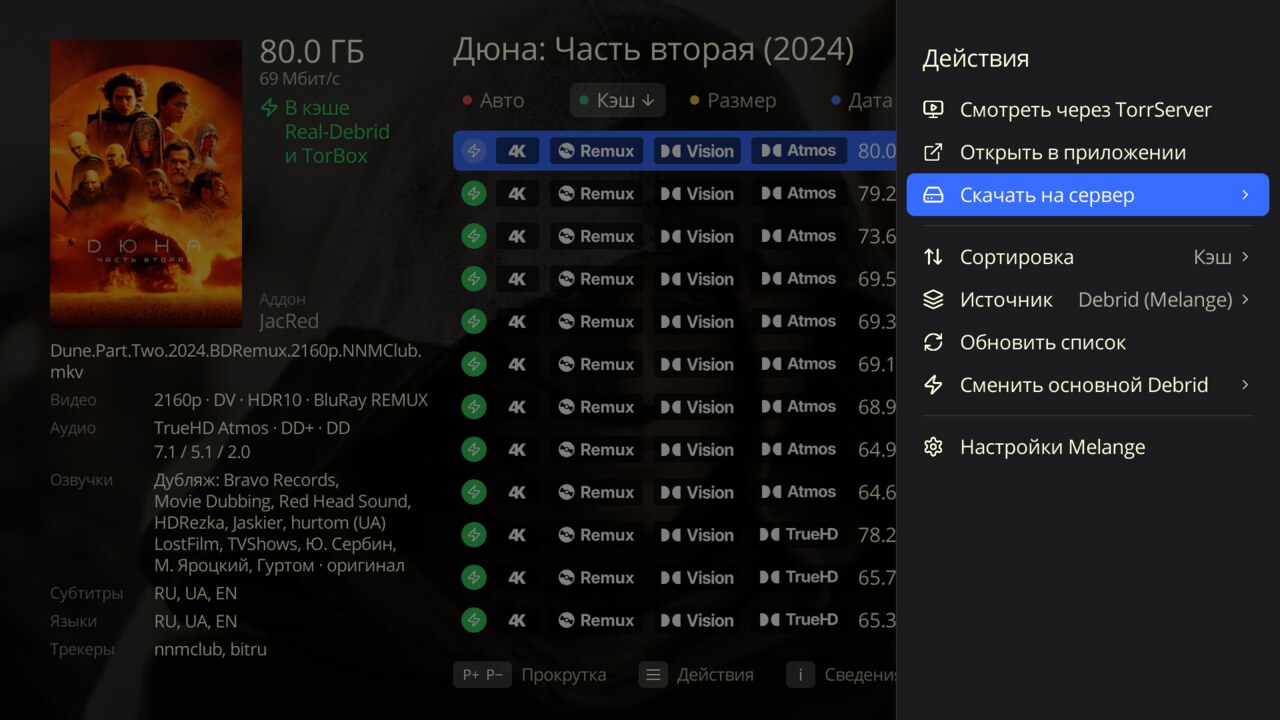 80.0 ГБ
69 Мбит/с
В кэше
Real-Debrid
и TorBox
ДЮНА
ЧАСТЬ ВТОРАЯ
Аддон
JacRed
Dune.Part.Two.2024.BDRemux.2160p.NNMClub.
mkv
Видео 2160p · DV · HDR10 · BluRay REMUX
Аудио TrueHD Atmos · DD+ · DD
7.1 / 5.1 / 2.0
Озвучки Дубляж: Bravo Records,
Movie Dubbing, Red Head Sound,
HDRezka, Jaskier, hurtom (UA)
LostFilm, TVShows, Ю. Сербин,
М. Яроцкий, Гуртом · оригинал
Субтитры RU, UA, EN
Языки RU, UA, EN
Трекеры nnmclub, bitru
Дюна: Часть вторая (2024)
Авто Кэш ↓ Размер Дата
4K Remux Vision Atmos 80.0
4K Remux Vision Atmos 79.2
4K Remux Vision Atmos 73.6
4K Remux Vision Atmos 69.5
4K Remux Vision Atmos 69.3
4K Remux Vision Atmos 69.1
4K Remux Vision Atmos 68.9
4K Remux Vision Atmos 64.9
4K Remux Vision Atmos 64.6
4K Remux Vision TrueHD 78.2
4K Remux Vision TrueHD 65.7
4K Remux Vision TrueHD 65.3
P+ P− Прокрутка Действия i Сведения
Действия
Смотреть через TorrServer
Открыть в приложении
Скачать на сервер
Сортировка Кэш
Источник Debrid (Melange)
Обновить список
Сменить основной Debrid
Настройки Melange